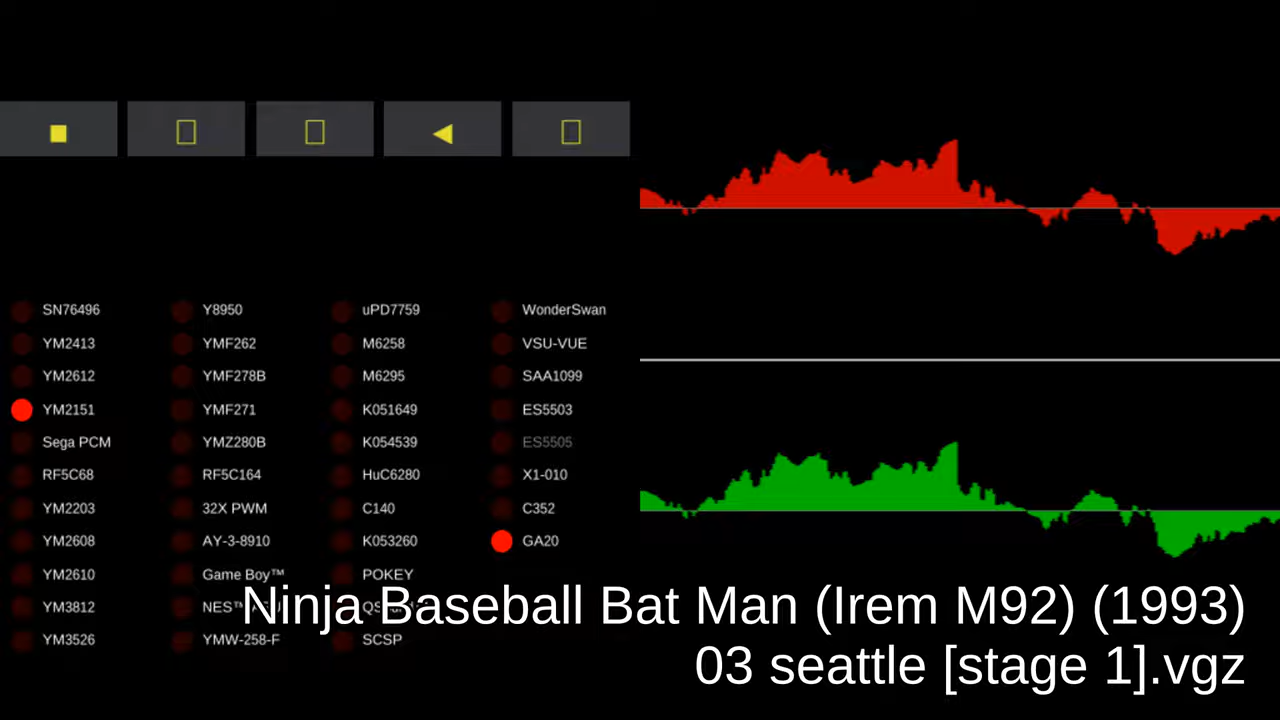 SN76496
YM2413
YM2612
YM2151
Sega PCM
RF5C68
YM2203
YM2608
YM2610
YM3812
YM3526
Y8950
YMF262
YMF278B
YMF271
YMZ280B
RF5C164
32X PWM
AY-3-8910
Game Boy™
NES™
YMW-258-F
uPD7759
M6258
M6295
K051649
K054539
HuC6280
C140
K053260
POKEY
SCSP
WonderSwan
VSU-VUE
SAA1099
ES5503
ES5505
X1-010
C352
GA20
Ninja Baseball Bat Man (Irem M92) (1993)
03 seattle [stage 1].vgz